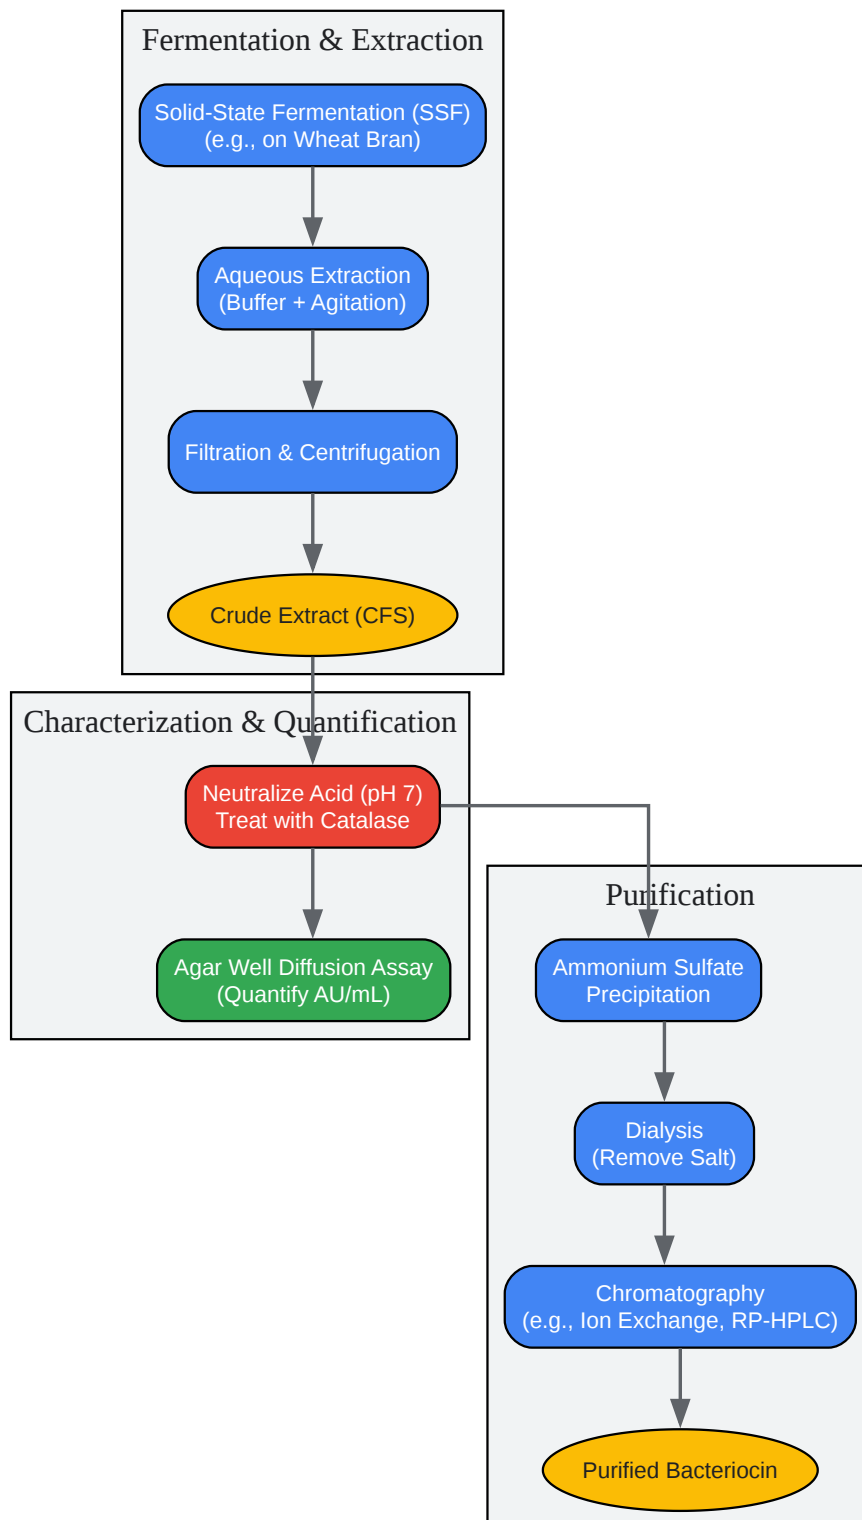 Fermentation & Extraction
Solid-State Fermentation (SSF)
(e.g., on Wheat Bran)
Aqueous Extraction
(Buffer + Agitation)
Filtration & Centrifugation
Crude Extract (CFS)
Characterization & Quantification
Neutralize Acid (pH 7)
Treat with Catalase
Agar Well Diffusion Assay
(Quantify AU/mL)
Purification
Ammonium Sulfate
Precipitation
Dialysis
(Remove Salt)
Chromatography
(e.g., Ion Exchange, RP-HPLC)
Purified Bacteriocin